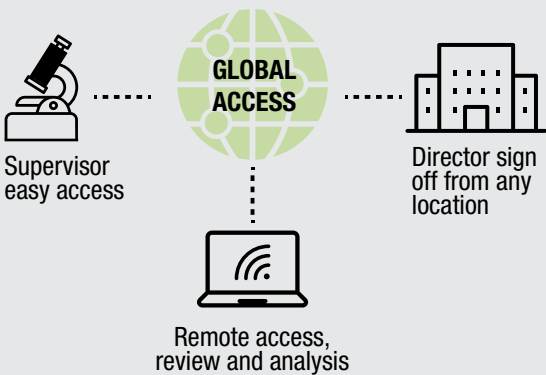 GLOBAL
ACCESS
Supervisor
easy access
Director sign
off from any
location
Remote access,
review and analysis